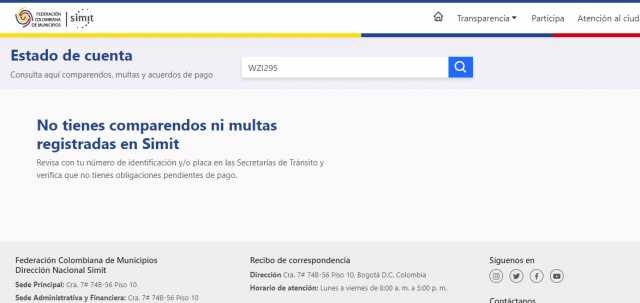 FEDERACIÓN
COLOMBIANA
DE MUNICIPIOS
simit
Transparencia
Participa
Atención al ciud
Estado de cuenta
Consulta aquí comparendos, multas y acuerdos de pago
WZI295
No tienes comparendos ni multas
registradas en Simit
Revisa con tu número de identificación y/o placa en las Secretarías de Tránsito y
verifica que no tienes obligaciones pendientes de pago.
Federación Colombiana de Municipios
Dirección Nacional Simit
Sede Principal: Cra. 7# 74B-56 Piso 10
Sede Administrativa y Financiera: Cra. 7# 74B-56 Piso 10
Recibo de correspondencia
Dirección Cra. 7# 74B-56 Piso 10, Bogotá D.C. Colombia
Horario de atención: Lunes a viernes de 8:00 a. m. a 5:00 p. m.
Síguenos en
Contáctanos